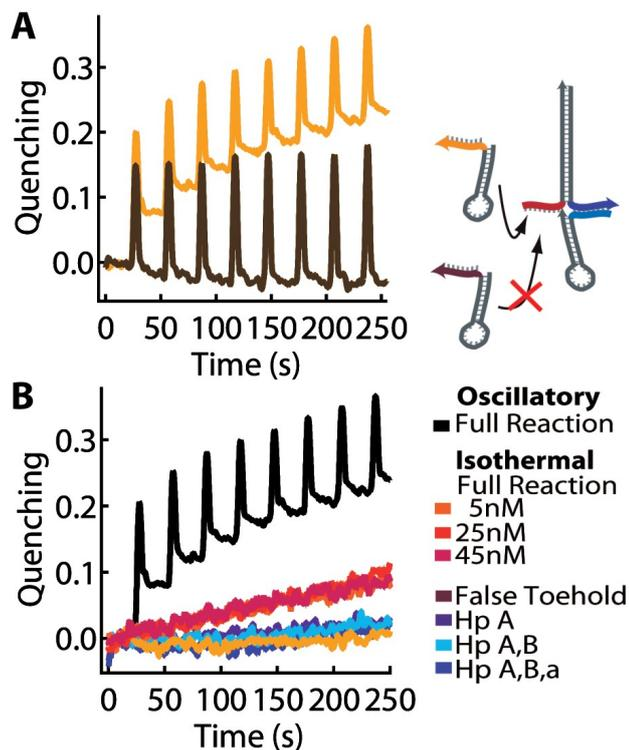 A
Quenching
0.3
0.2
0.1
0.0
0 50 100 150 200 250
Time (s)
B
Quenching
0.3
0.2
0.1
0.0
0 50 100 150 200 250
Time (s)
Oscillatory
Full Reaction
Isothermal
Full Reaction
5nM
25nM
45nM
False Toehold
Hp A
Hp A,B
Hp A,B,a